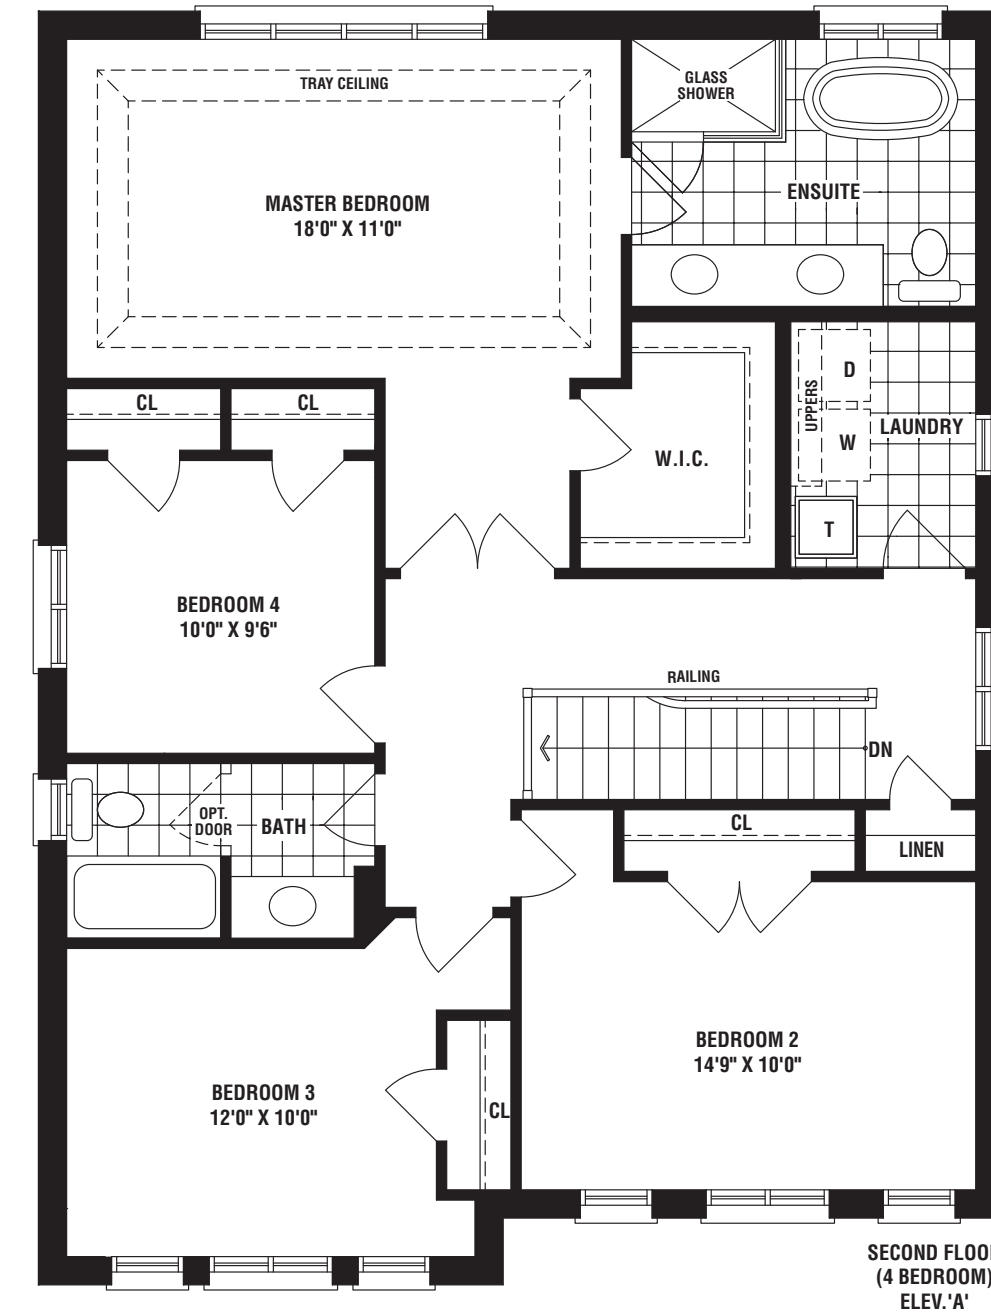 TRAY CEILING
GLASS
SHOWER
MASTER BEDROOM
18'0" X 11'0"
ENSUITE
CL
CL
D
UPPERS
W
LAUNDRY
W.I.C.
T
BEDROOM 4
10'0" X 9'6"
RAILING
DN
OPT.
DOOR
BATH
CL
LINEN
BEDROOM 2
14'9" X 10'0"
BEDROOM 3
12'0" X 10'0"
CL
SECOND FLOO
(4 BEDROOM)
ELEV.'A'